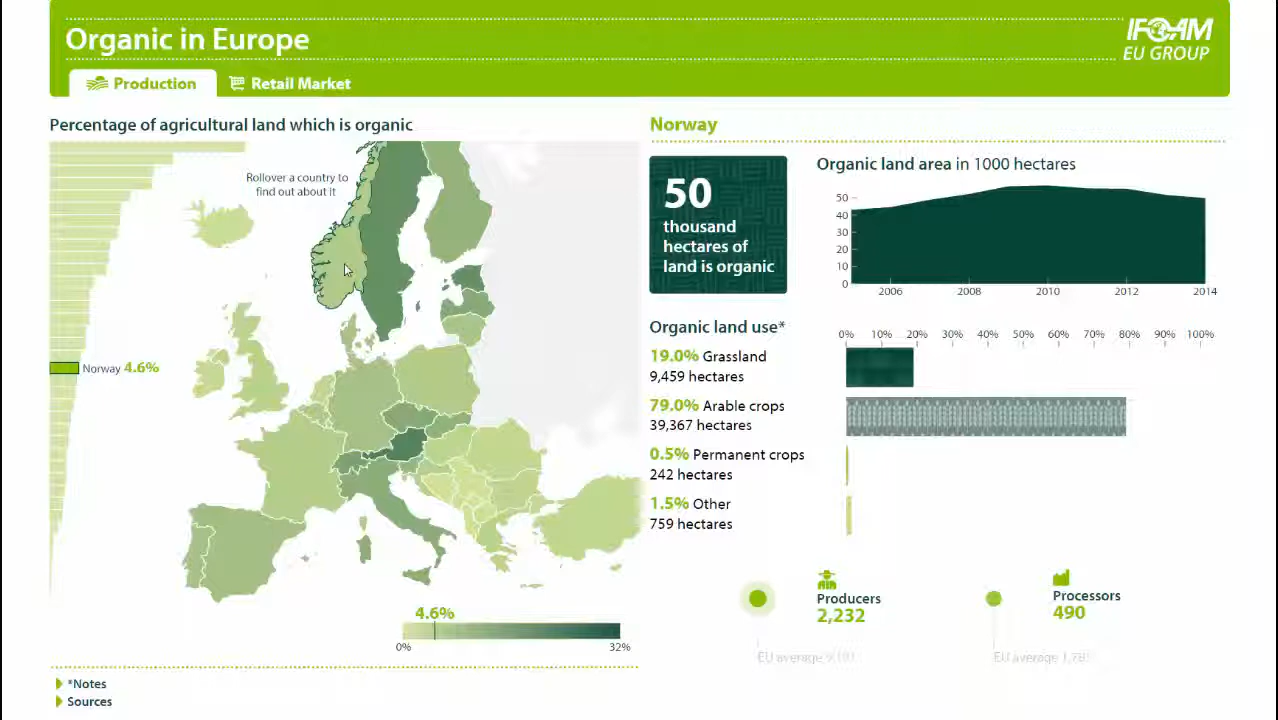 Organic in Europe
IFOAM
EU GROUP
Production
Retail Market
Percentage of agricultural land which is organic
Rollover a country to
find out about it
Norway 4.6%
4.6%
0%
32%
*Notes
Sources
Norway
50
thousand
hectares of
land is organic
Organic land area in 1000 hectares
50
40
30
20
10
0
2006 2008 2010 2012 2014
Organic land use*
0% 10% 20% 30% 40% 50% 60% 70% 80% 90% 100%
19.0% Grassland
9,459 hectares
79.0% Arable crops
39,367 hectares
0.5% Permanent crops
242 hectares
1.5% Other
759 hectares
Producers
2,232
EU average
Processors
490
EU average